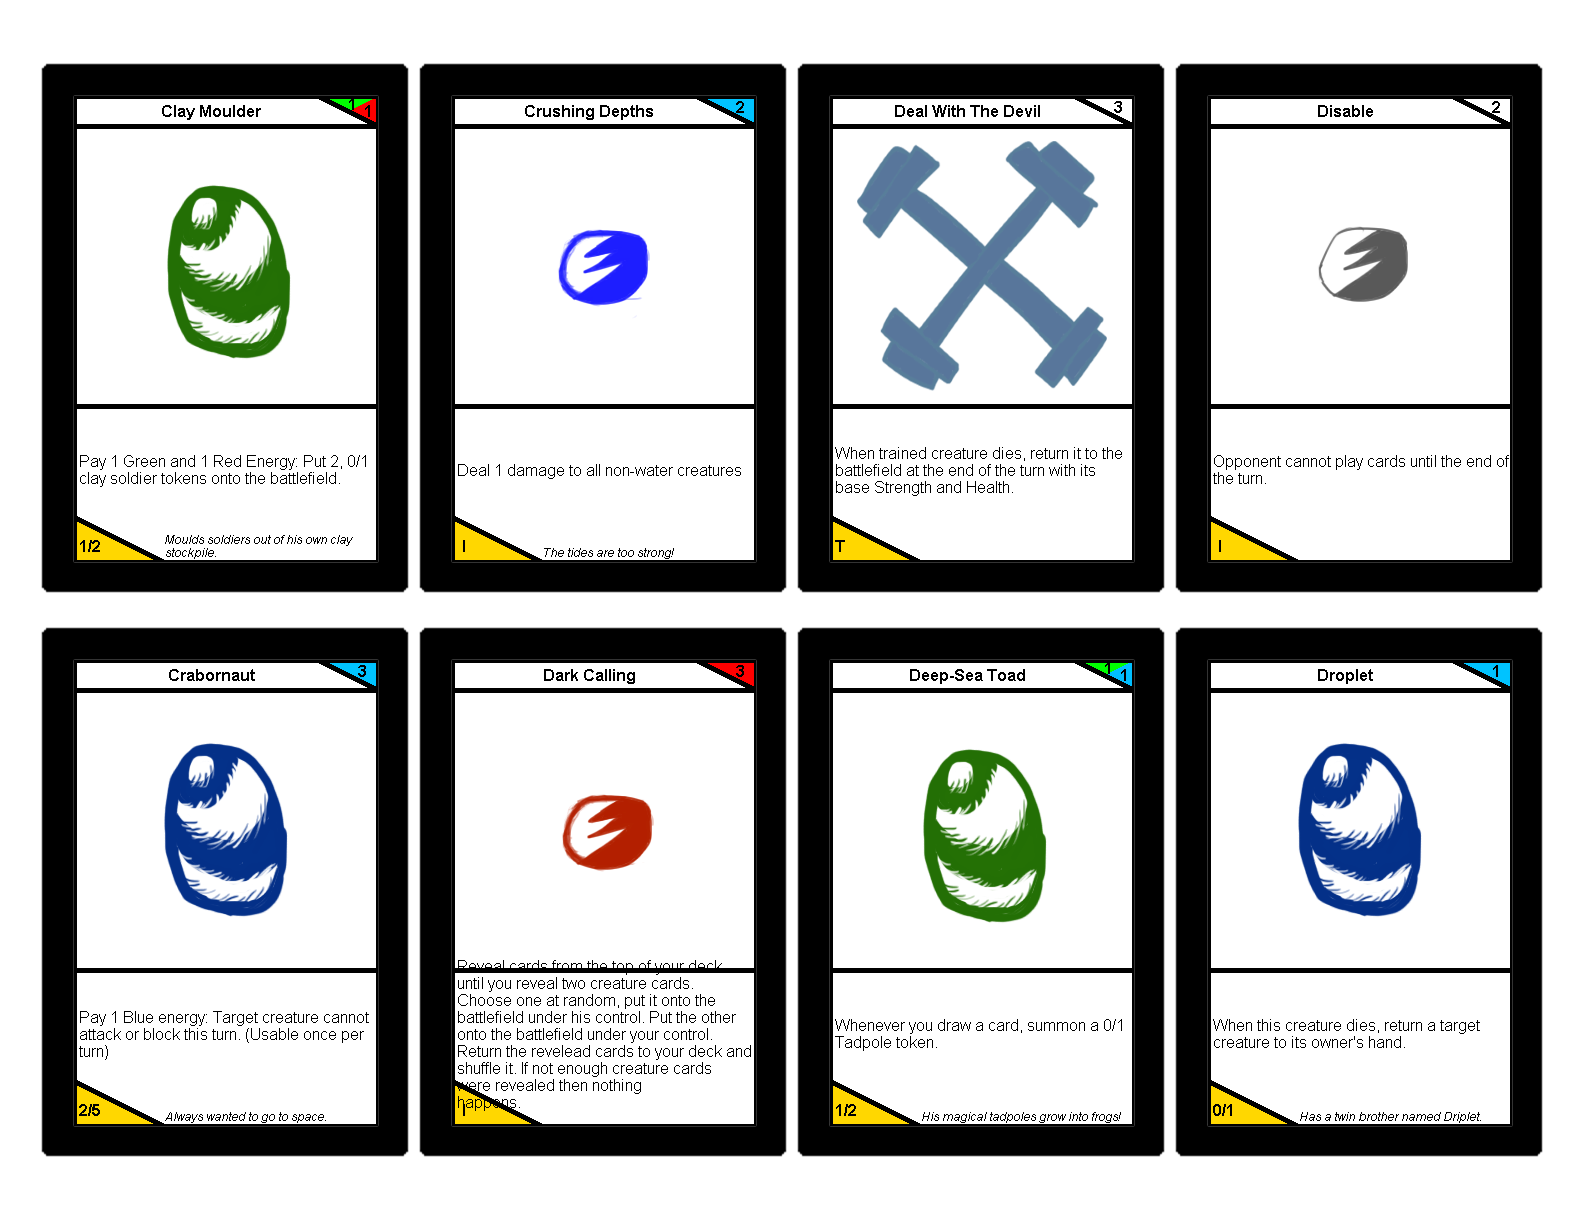 Clay Moulder
1
1
Pay 1 Green and 1 Red Energy: Put 2, 0/1
clay soldier tokens onto the battlefield.
1/2
Moulds soldiers out of his own clay
stockpile.
Crushing Depths
2
Deal 1 damage to all non-water creatures
I
The tides are too strong!
Deal With The Devil
3
When trained creature dies, return it to the
battlefield at the end of the turn with its
base Strength and Health.
T
Disable
2
Opponent cannot play cards until the end of
the turn.
I
Crabornaut
3
Pay 1 Blue energy: Target creature cannot
attack or block this turn. (Usable once per
turn)
2/5
Always wanted to go to space.
Dark Calling
3
Reveal cards from the top of your deck
until you reveal two creature cards.
Choose one at random, put it onto the
battlefield under his control. Put the other
onto the battlefield under your control.
Return the revelead cards to your deck and
shuffle it. If not enough creature cards
were revealed then nothing
happens.
I
Deep-Sea Toad
1
1
Whenever you draw a card, summon a 0/1
Tadpole token.
1/2
His magical tadpoles grow into frogs!
Droplet
1
When this creature dies, return a target
creature to its owner's hand.
0/1
Has a twin brother named Driplet.